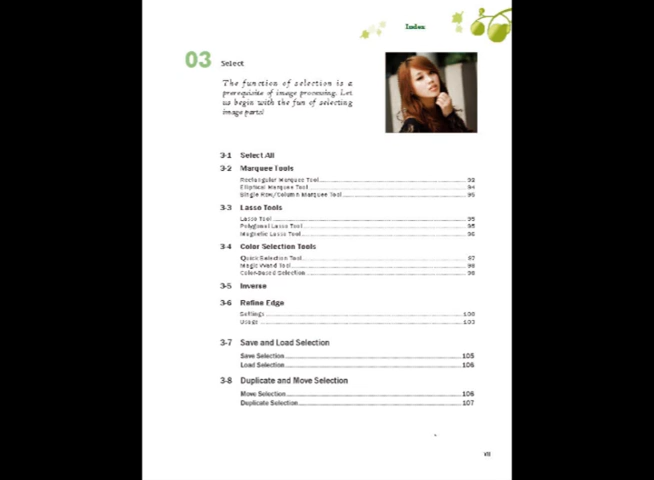 Index
03 Select
The function of selection is a
prerequisite of image processing. Let
us begin with the fun of selecting
image parts!
3-1 Select All
3-2 Marquee Tools
Rectangular Marquee Tool 93
Elliptical Marquee Tool 94
Single Row/Column Marquee Tool 95
3-3 Lasso Tools
Lasso Tool 95
Polygonal Lasso Tool 95
Magnetic Lasso Tool 96
3-4 Color Selection Tools
Quick Selection Tool 97
Magic Wand Tool 98
Color-Based Selection 98
3-5 Inverse
3-6 Refine Edge
Settings 100
Usage 103
3-7 Save and Load Selection
Save Selection 105
Load Selection 106
3-8 Duplicate and Move Selection
Move Selection 106
Duplicate Selection 107
VII